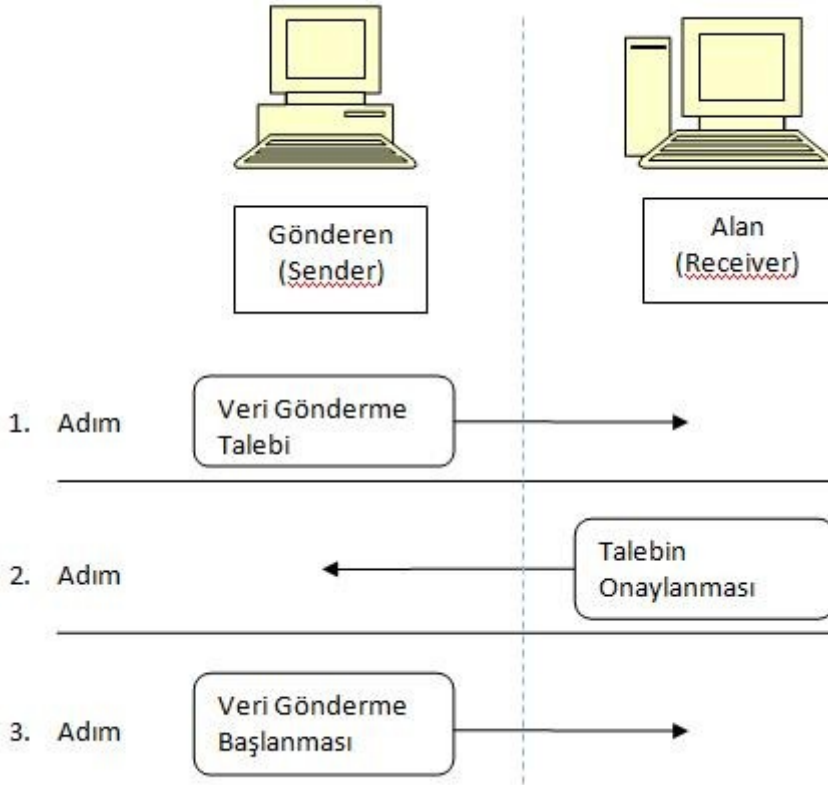 Gönderen
(Sender)
Alan
(Receiver)
1. Adım
Veri Gönderme
Talebi
2. Adım
Talebin
Onaylanması
3. Adım
Veri Gönderme
Başlanması